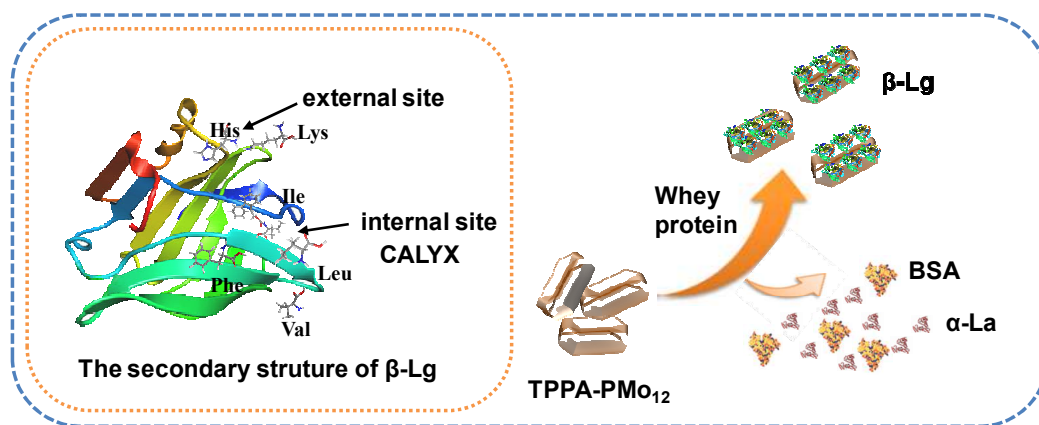 external site
His
Lys
Ile
internal site
CALYX
Phe
Leu
Val
The secondary struture of β-Lg
β-Lg
Whey
protein
BSA
α-La
TPPA-PMo₁₂